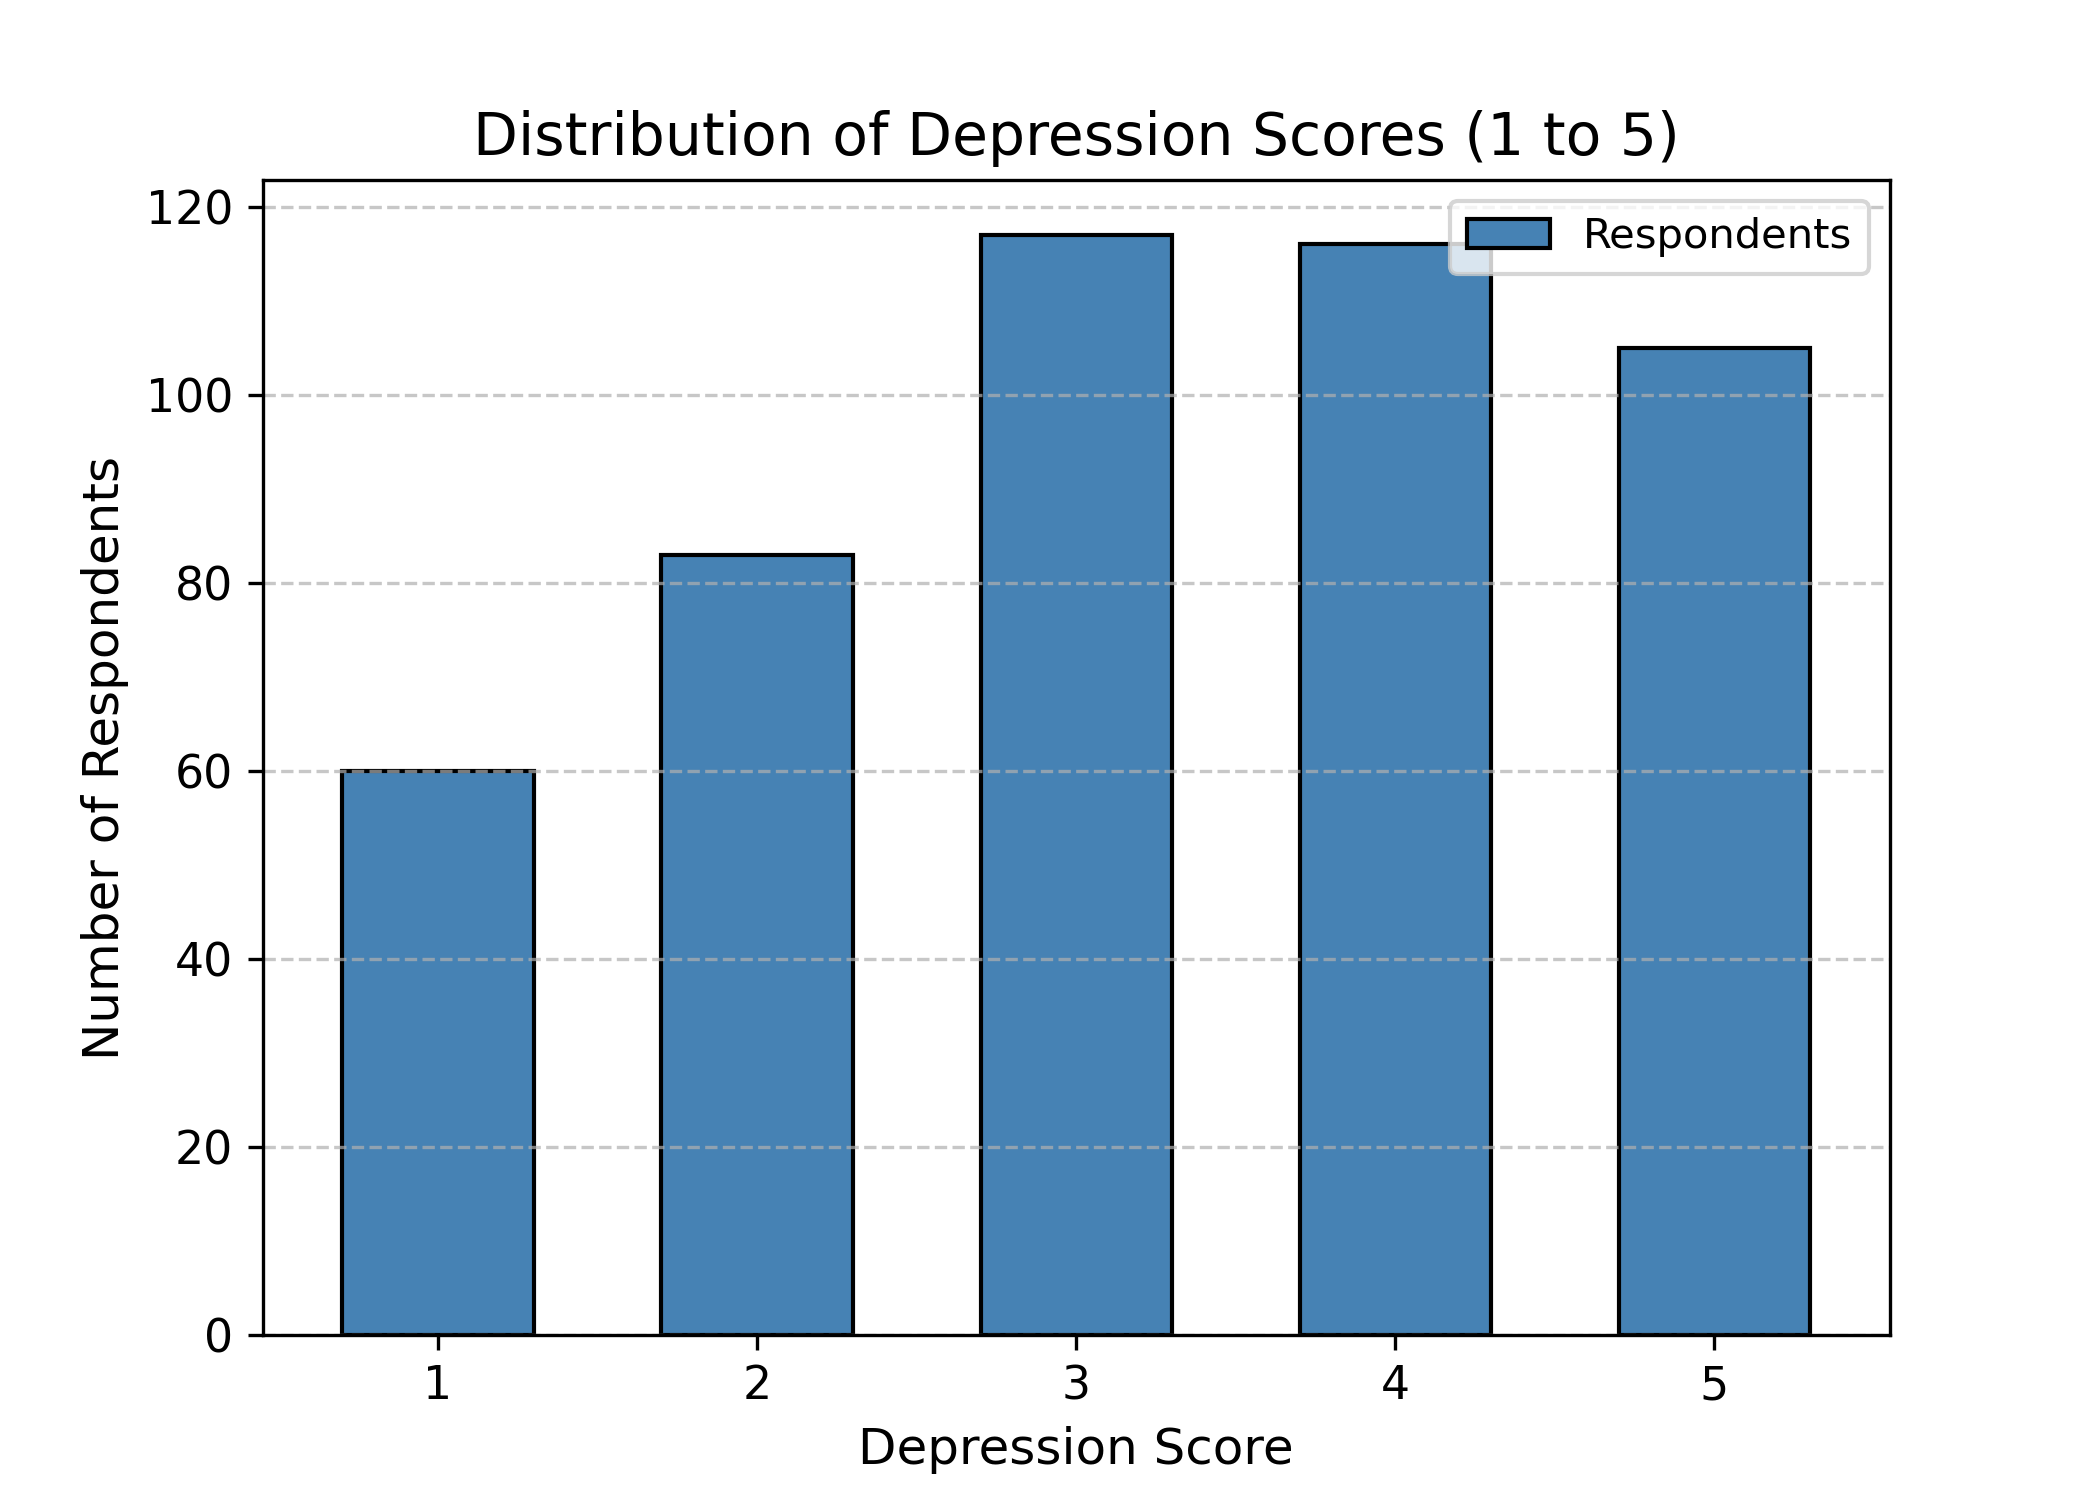 Distribution of Depression Scores (1 to 5)
Respondents
120
100
80
60
40
20
0
Number of Respondents
1 2 3 4 5
Depression Score